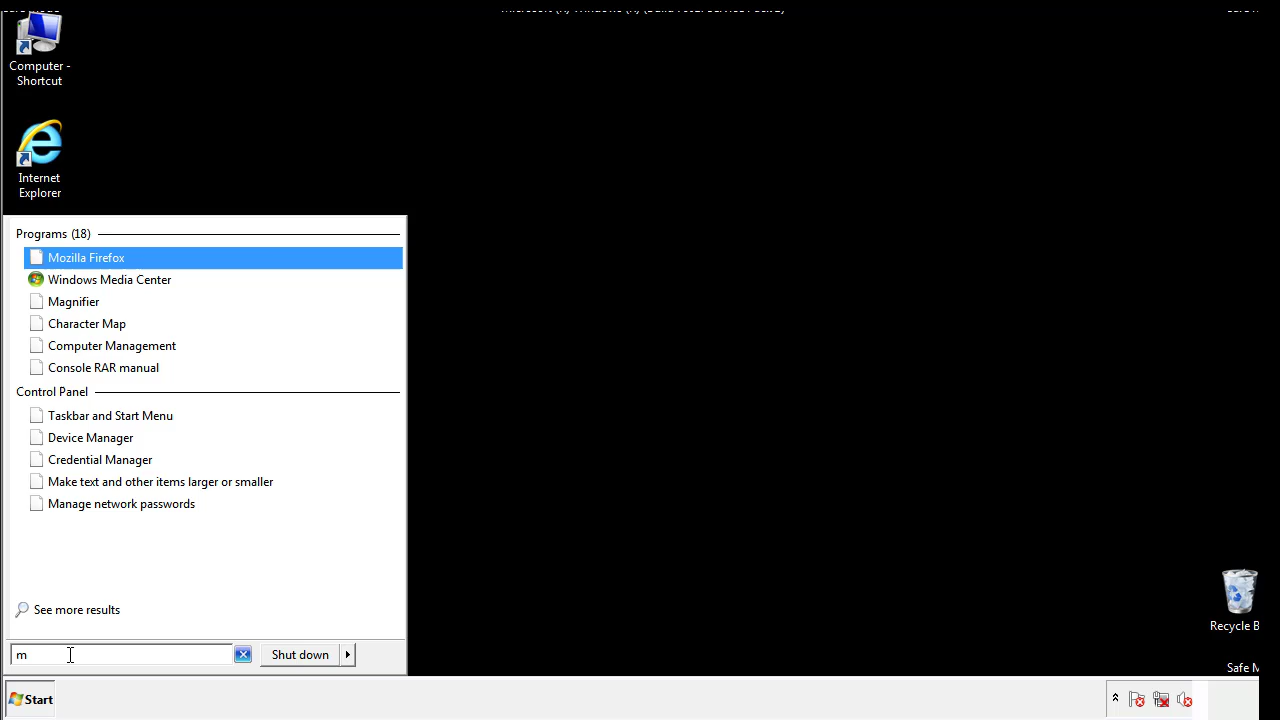 Computer -
Shortcut
Internet
Explorer
Programs (18)
Mozilla Firefox
Windows Media Center
Magnifier
Character Map
Computer Management
Console RAR manual
Control Panel
Taskbar and Start Menu
Device Manager
Credential Manager
Make text and other items larger or smaller
Manage network passwords
See more results
m
Shut down
Start
Recycle B
Safe M